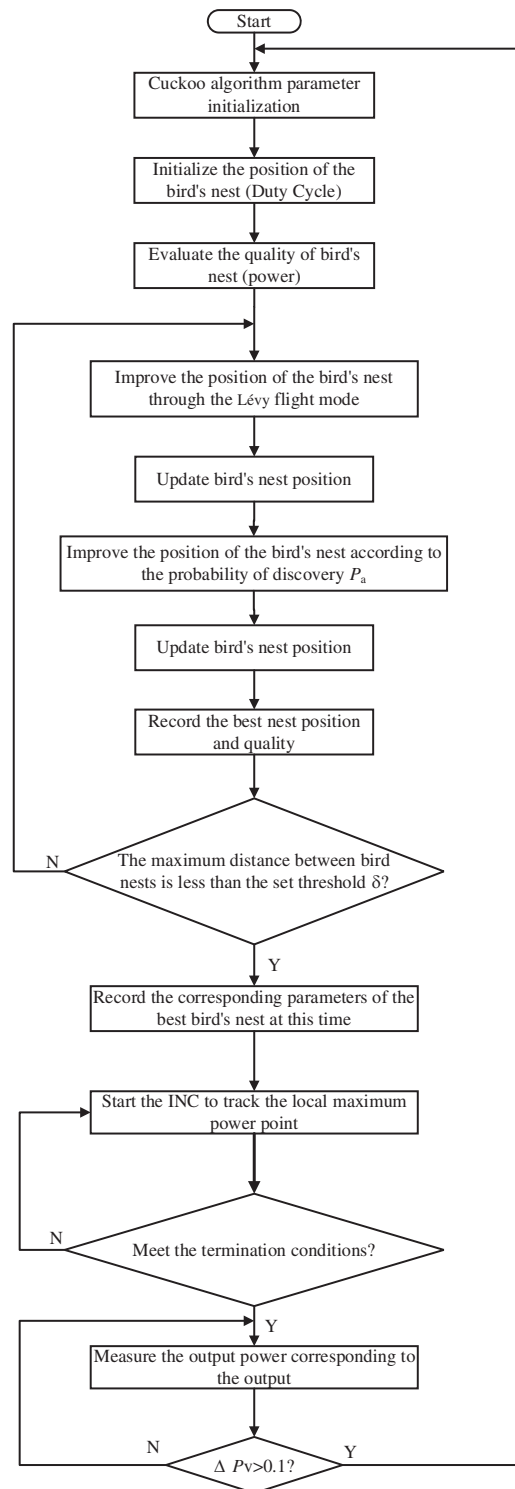 Start
Cuckoo algorithm parameter
initialization
Initialize the position of the
bird's nest (Duty Cycle)
Evaluate the quality of bird's
nest (power)
Improve the position of the bird's nest
through the Lévy flight mode
Update bird's nest position
Improve the position of the bird's nest according to
the probability of discovery Pa
Update bird's nest position
Record the best nest position
and quality
N
The maximum distance between bird
nests is less than the set threshold δ?
Y
Record the corresponding parameters of the
best bird's nest at this time
Start the INC to track the local maximum
power point
N
Meet the termination conditions?
Y
Measure the output power corresponding to
the output
N
Δ Pv>0.1?
Y